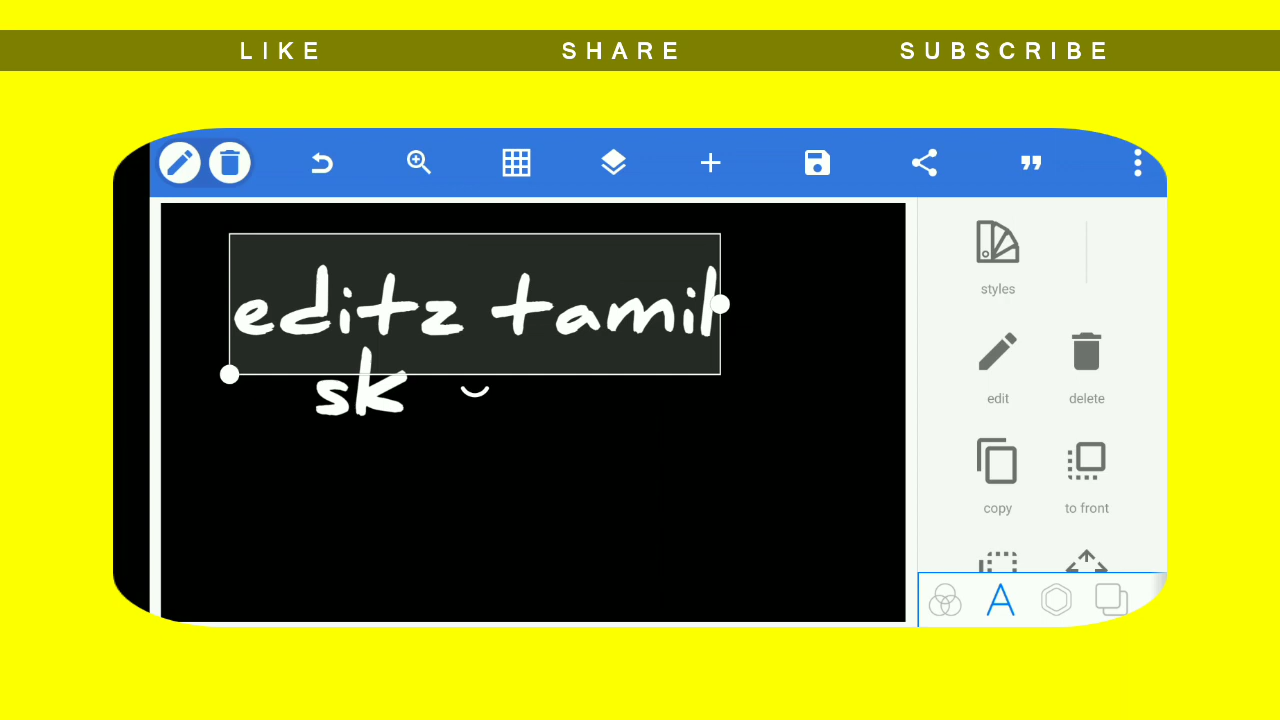 LIKE SHARE SUBSCRIBE
styles
editz tamil
sk
edit delete
copy to front